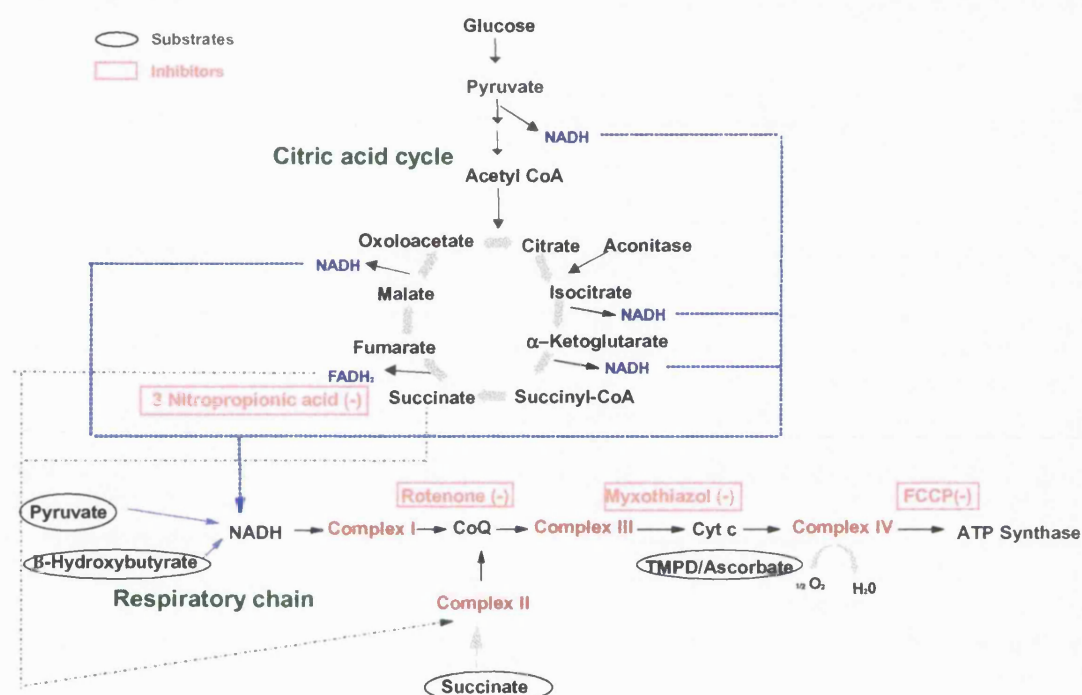 Glucose
Substrates
Inhibitors
Pyruvate
NADH
Citric acid cycle
Acetyl CoA
Oxoloacetate
Citrate
Aconitase
NADH
Malate
Isocitrate
NADH
α–Ketoglutarate
Fumarate
NADH
FADH₂
3 Nitropropionic acid (-)
Succinate
Succinyl-CoA
Rotenone (-)
Myxothiazol (-)
FCCP(-)
Pyruvate
NADH
Complex I
CoQ
Complex III
Cyt c
Complex IV
ATP Synthase
B-Hydroxybutyrate
TMPD/Ascorbate
1/2 O₂
H₂0
Respiratory chain
Complex II
Succinate